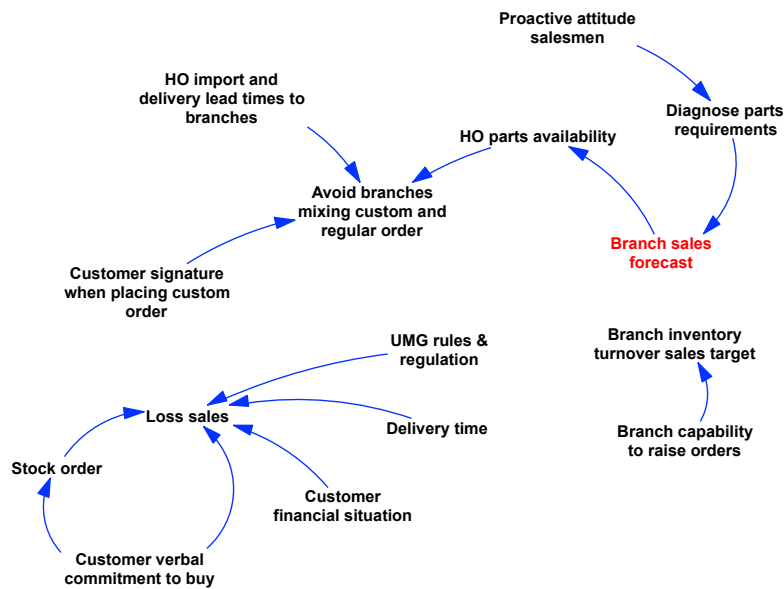 Proactive attitude
salesmen
HO import and
delivery lead times to
branches
Diagnose parts
requirements
HO parts availability
Avoid branches
mixing custom and
regular order
Branch sales
forecast
Customer signature
when placing custom
order
UMG rules &
regulation
Branch inventory
turnover sales target
Loss sales
Delivery time
Branch capability
to raise orders
Stock order
Customer
financial situation
Customer verbal
commitment to buy